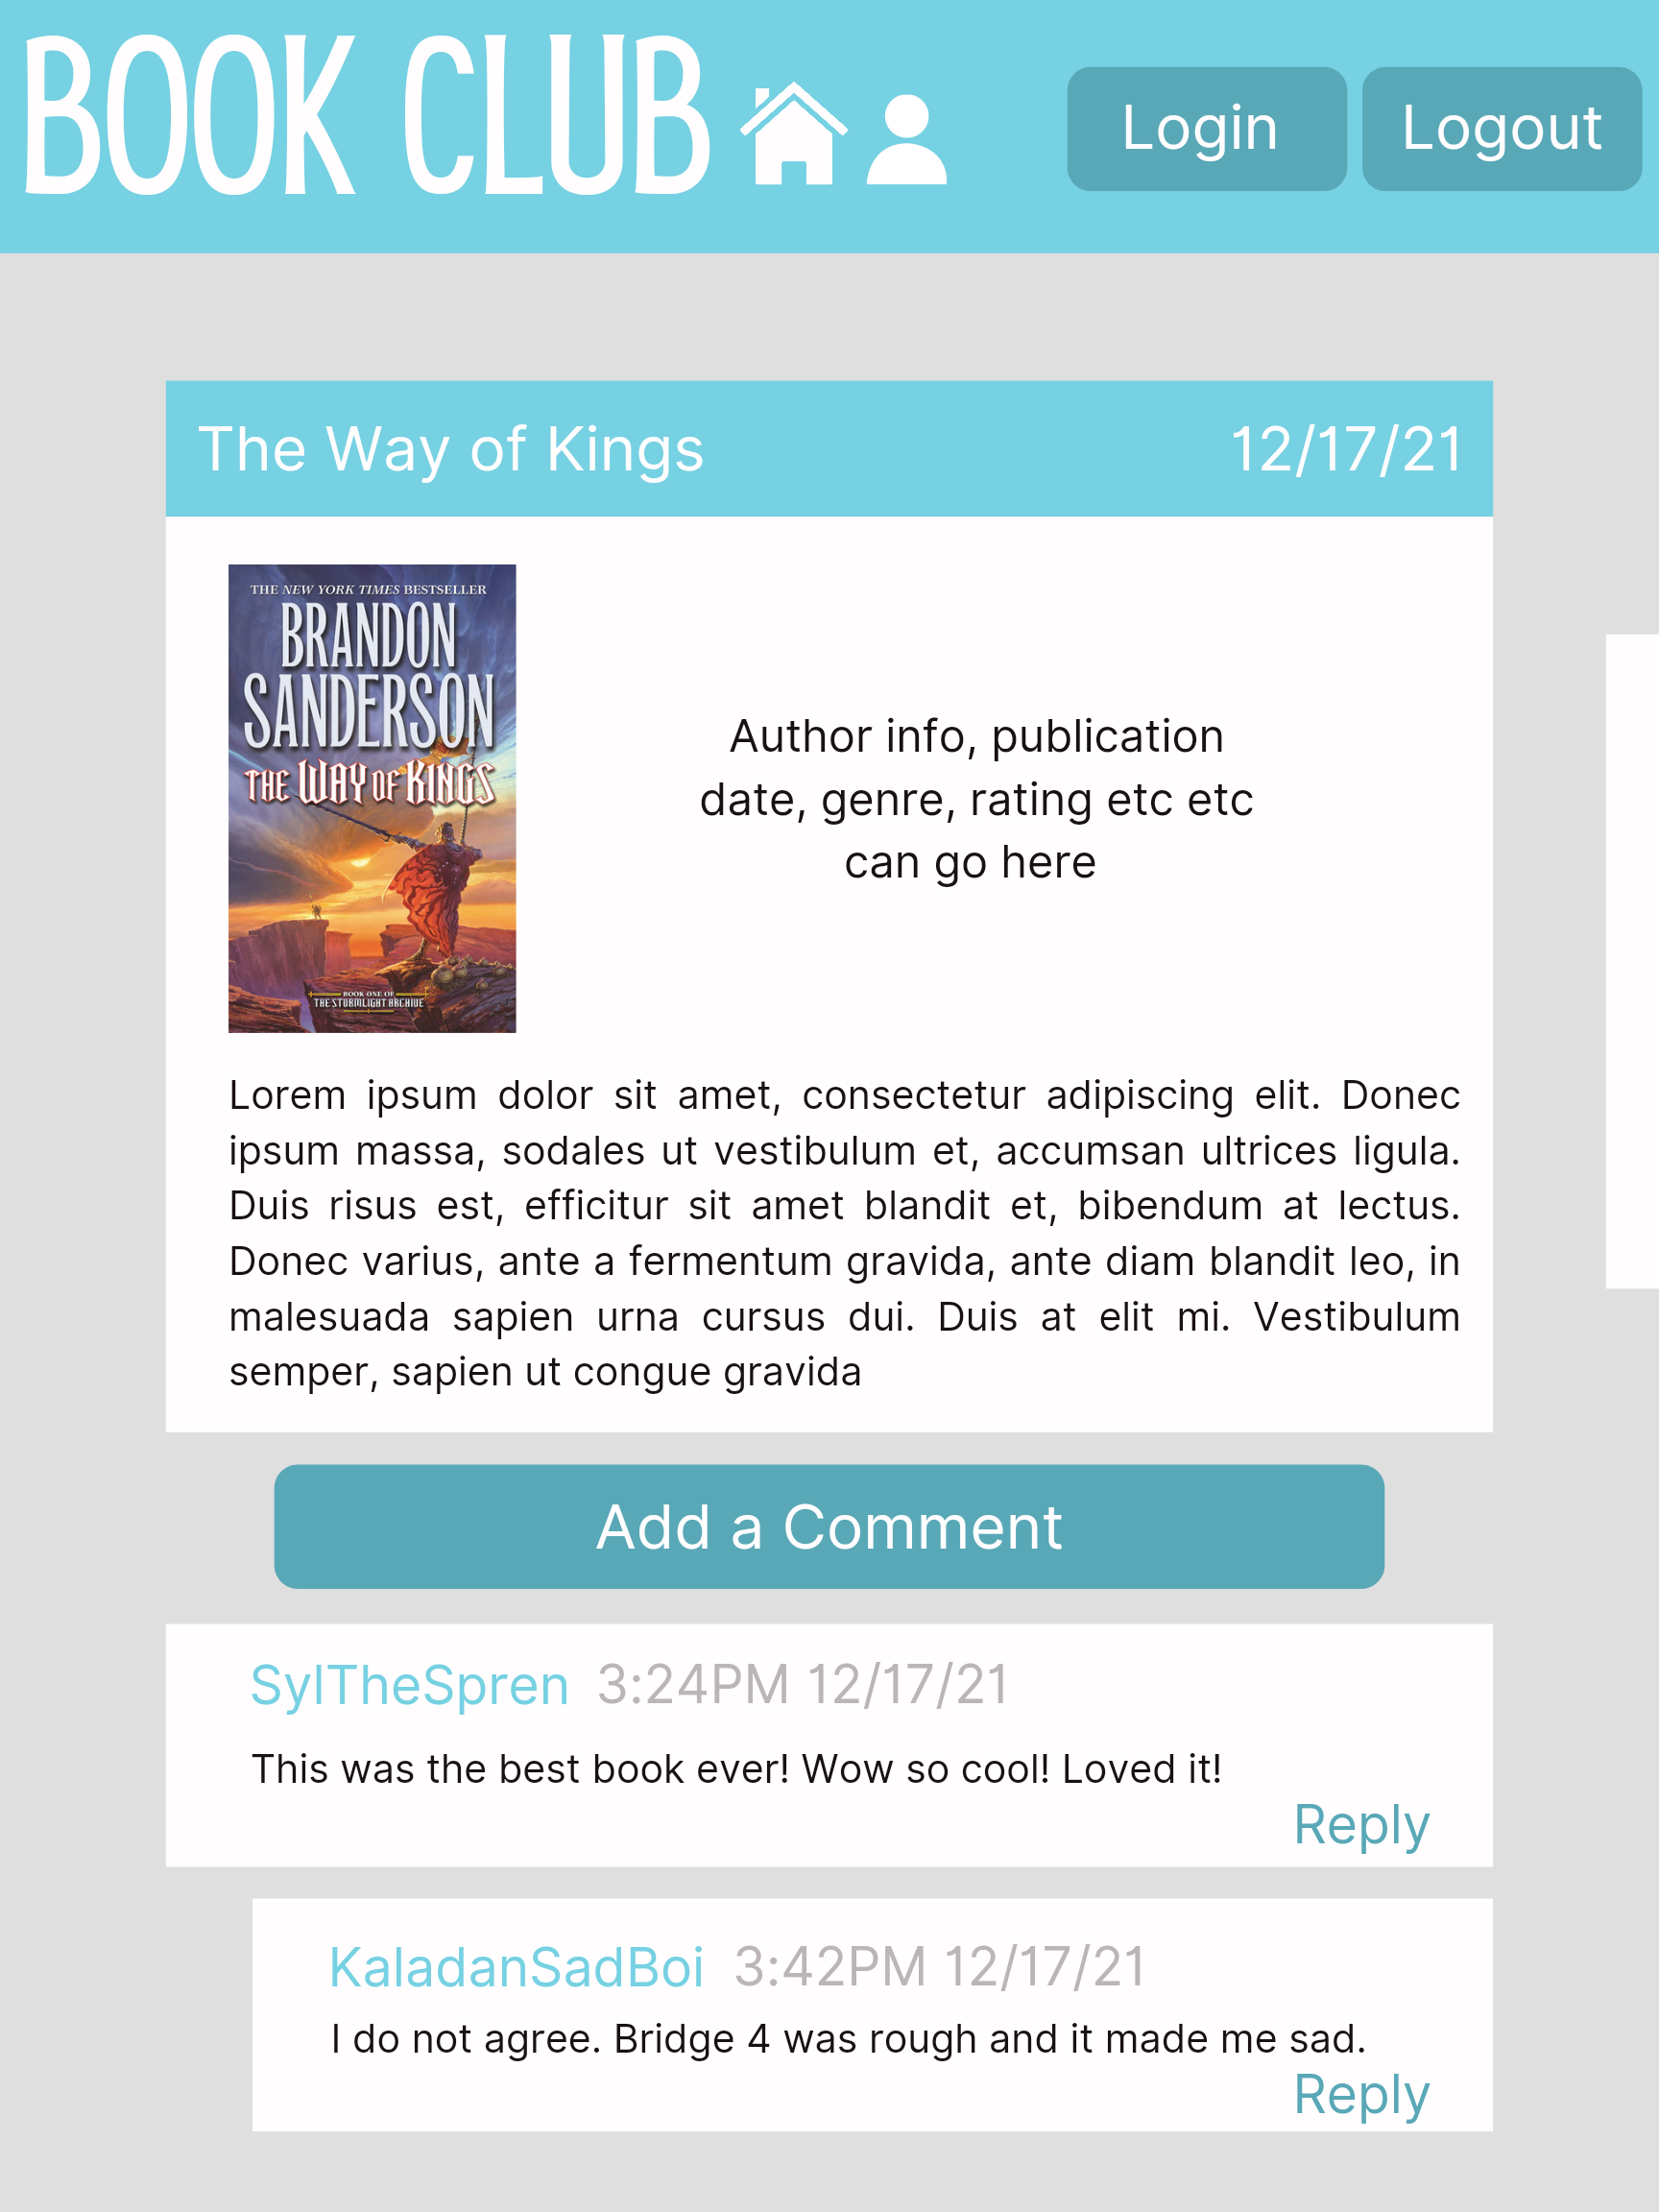 BOOK CLUB
Login
Logout
The Way of Kings
12/17/21
THE NEW YORK TIMES BESTSELLER
BRANDON
SANDERSON
THE WAY OF KINGS
BOOK ONE OF
THE STORMLIGHT ARCHIVE
Author info, publication
date, genre, rating etc etc
can go here
Lorem ipsum dolor sit amet, consectetur adipiscing elit. Donec
ipsum massa, sodales ut vestibulum et, accumsan ultrices ligula.
Duis risus est, efficitur sit amet blandit et, bibendum at lectus.
Donec varius, ante a fermentum gravida, ante diam blandit leo, in
malesuada sapien urna cursus dui. Duis at elit mi. Vestibulum
semper, sapien ut congue gravida
Add a Comment
SylTheSpren 3:24PM 12/17/21
This was the best book ever! Wow so cool! Loved it!
Reply
KaladanSadBoi 3:42PM 12/17/21
I do not agree. Bridge 4 was rough and it made me sad.
Reply